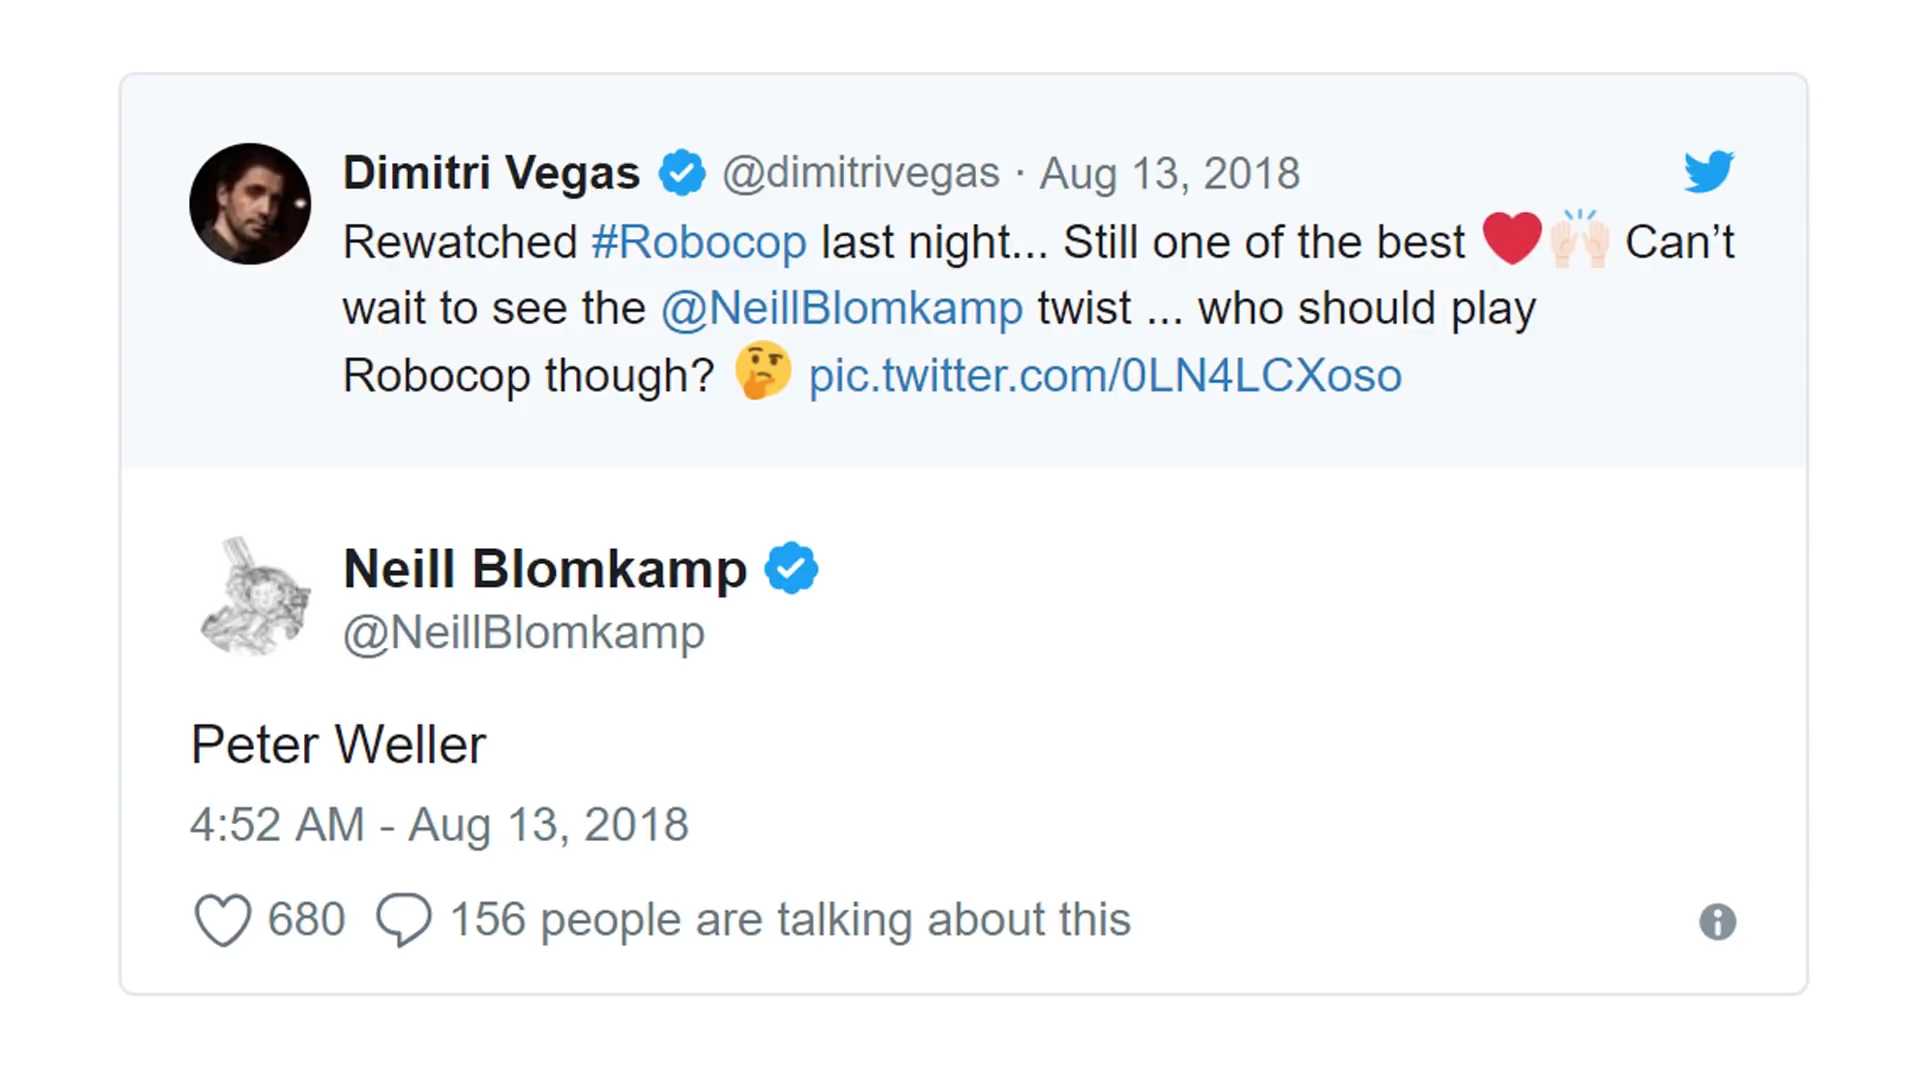 Dimitri Vegas @dimitrivegas · Aug 13, 2018
Rewatched #Robocop last night... Still one of the best ❤️🙌🏻 Can’t
wait to see the @NeillBlomkamp twist ... who should play
Robocop though? 🤔 pic.twitter.com/0LN4LCXoso
Neill Blomkamp
@NeillBlomkamp
Peter Weller
4:52 AM - Aug 13, 2018
680 156 people are talking about this